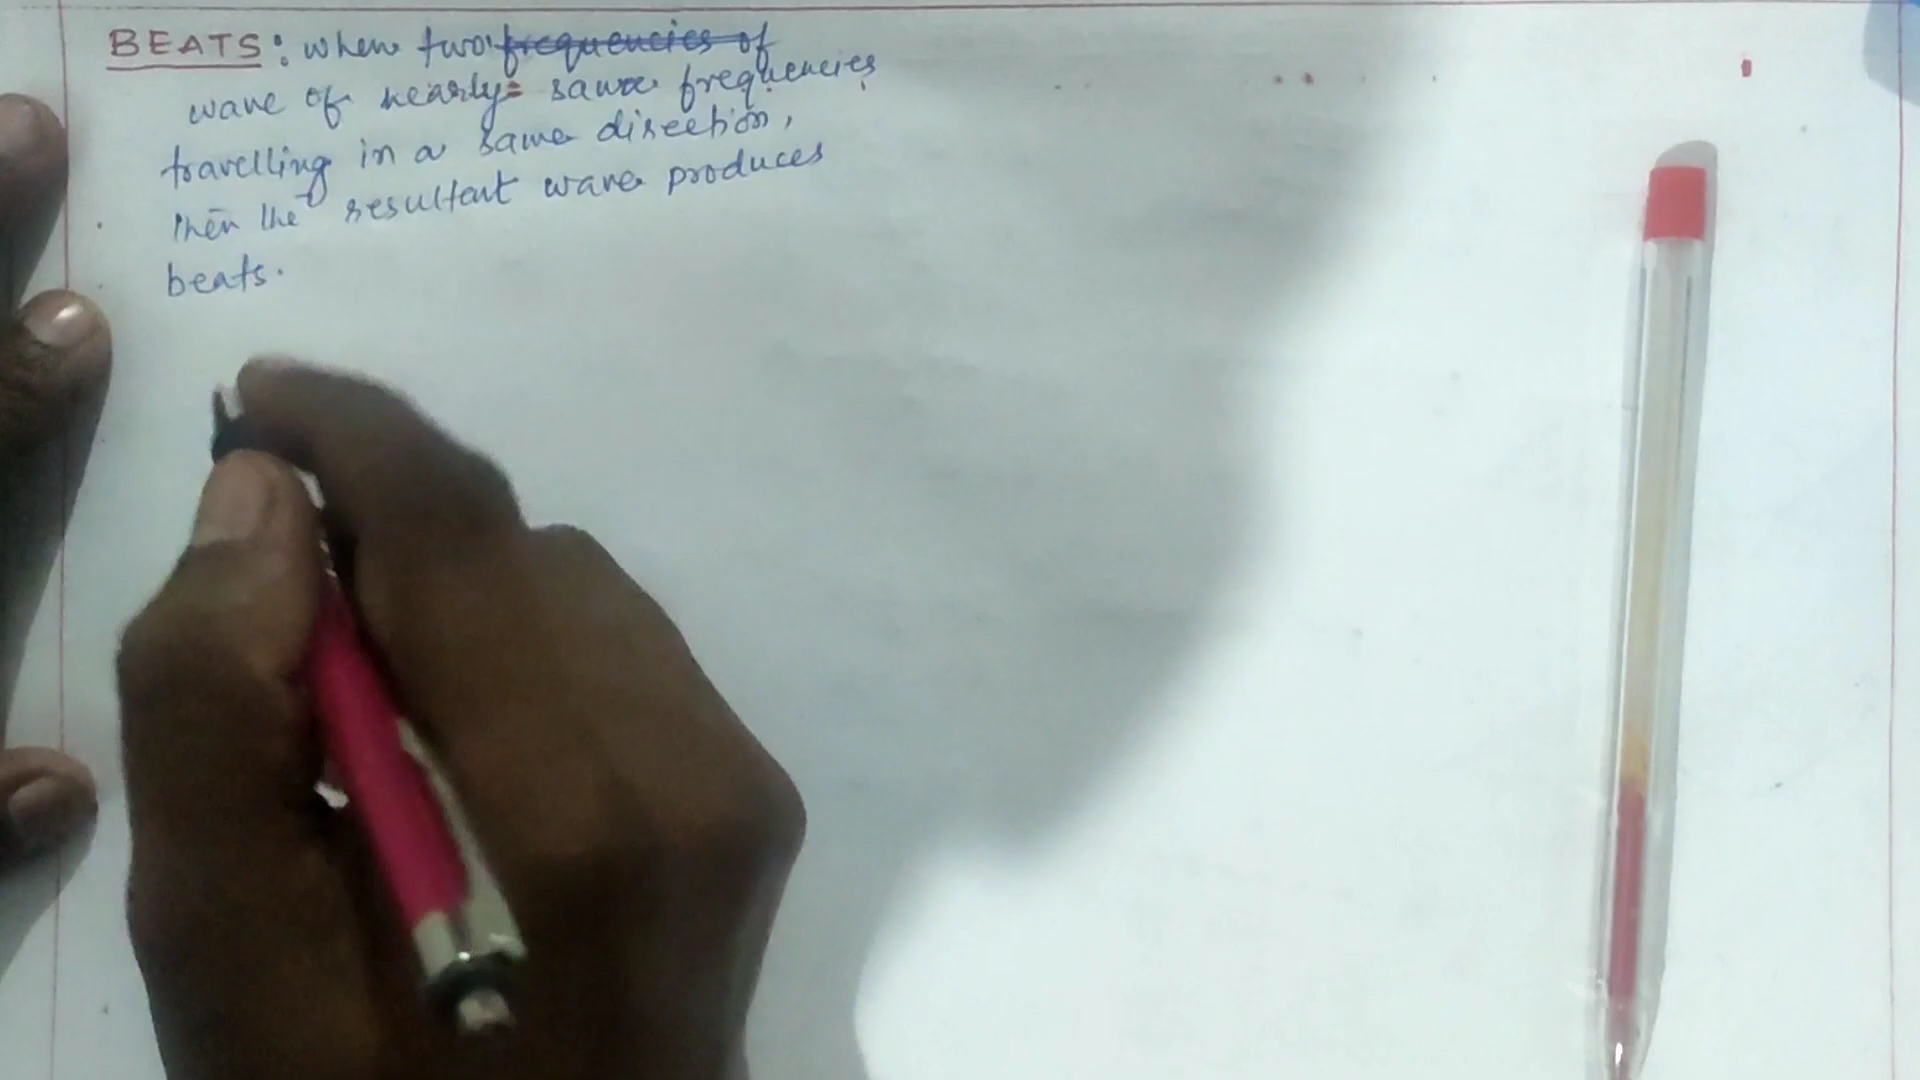 BEATS: when two frequencies of
wave of nearly same frequencies
travelling in a same direction,
then the resultant wave produces
beats.